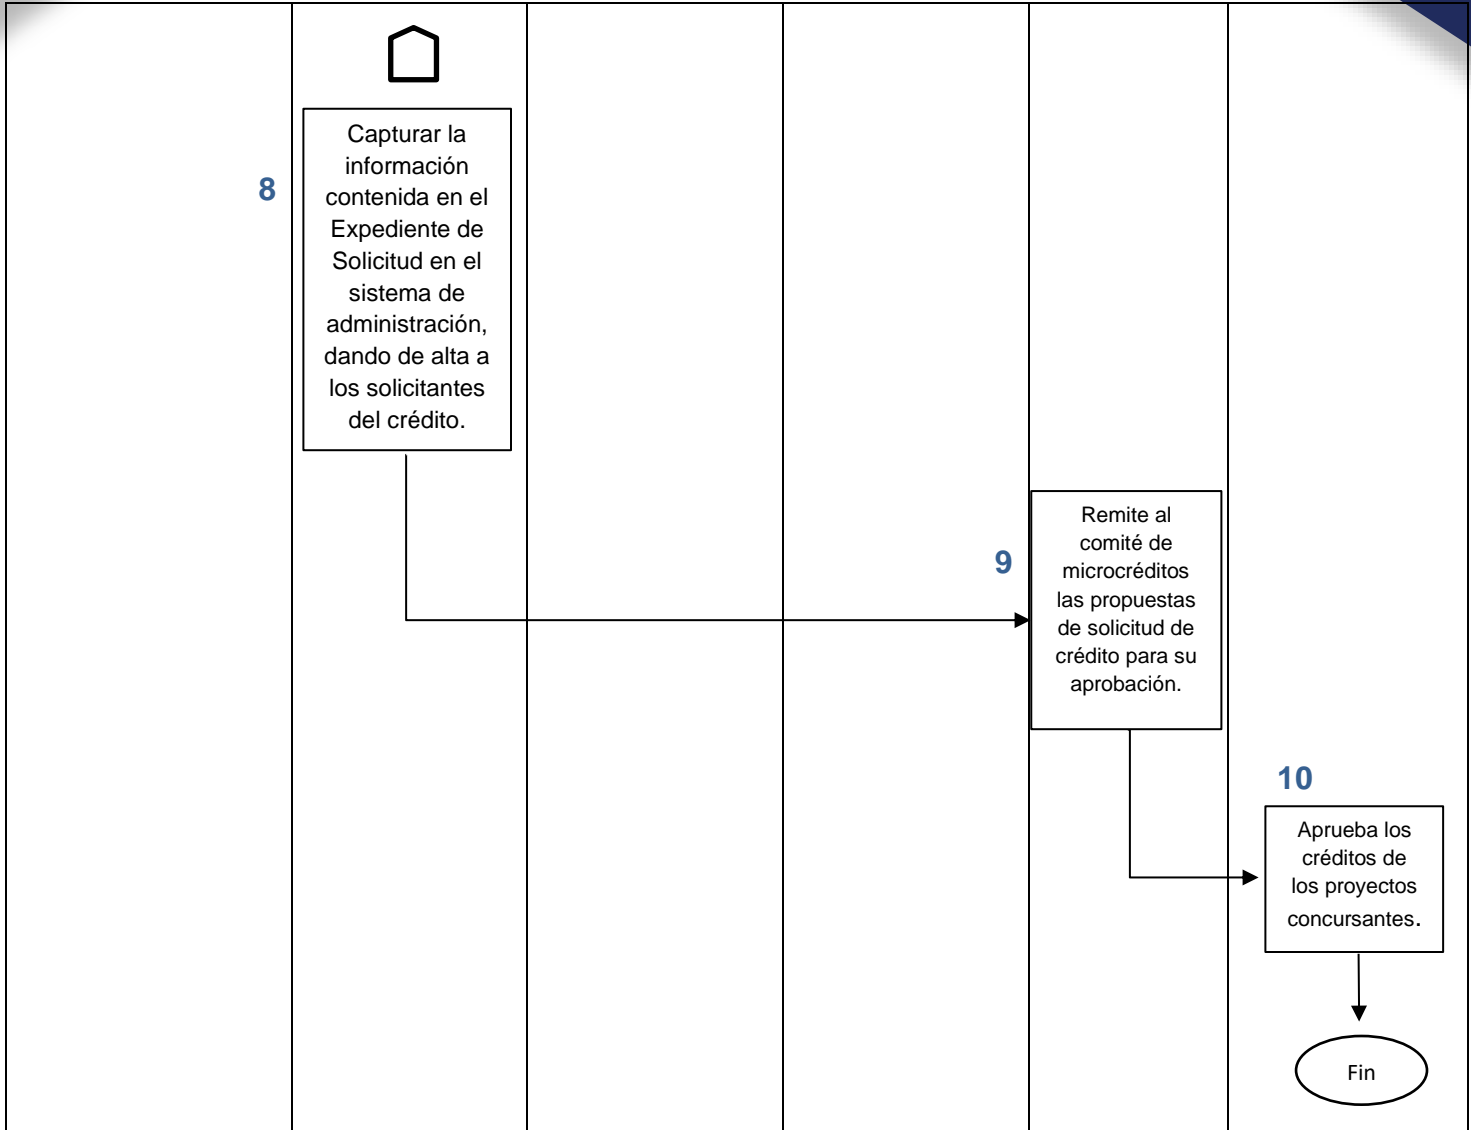 8
Capturar la
información
contenida en el
Expediente de
Solicitud en el
sistema de
administración,
dando de alta a
los solicitantes
del crédito.
9
Remite al
comité de
microcréditos
las propuestas
de solicitud de
crédito para su
aprobación.
10
Aprueba los
créditos de
los proyectos
concursantes.
Fin